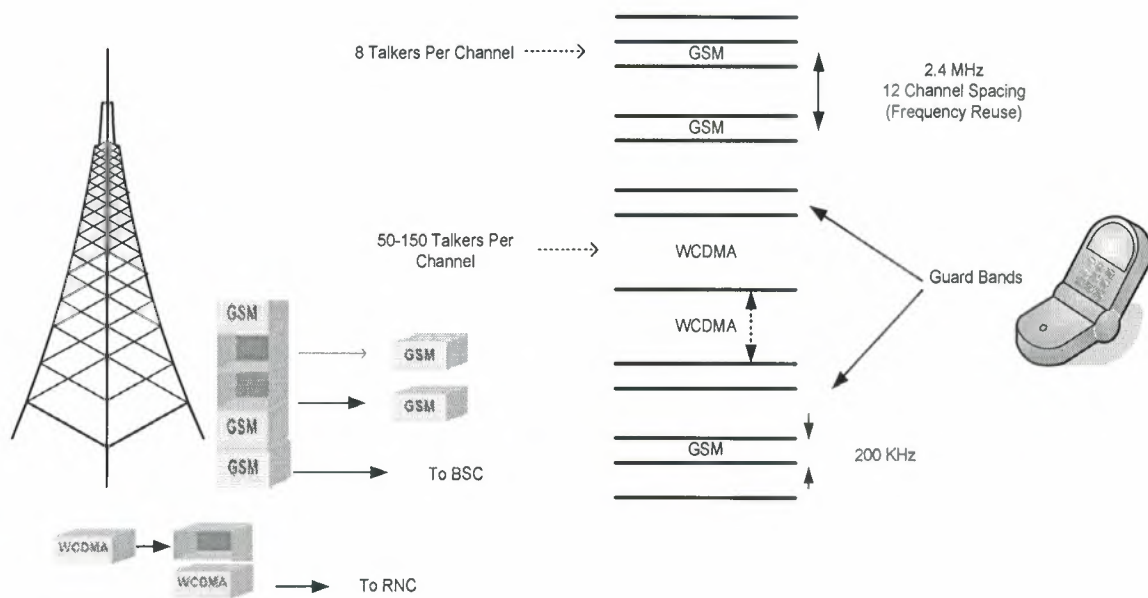 8 Talkers Per Channel
GSM
2.4 MHz
12 Channel Spacing
(Frequency Reuse)
GSM
50-150 Talkers Per
Channel
WCDMA
Guard Bands
WCDMA
GSM
GSM
GSM
GSM
GSM
To BSC
GSM
200 KHz
WCDMA
WCDMA
To RNC